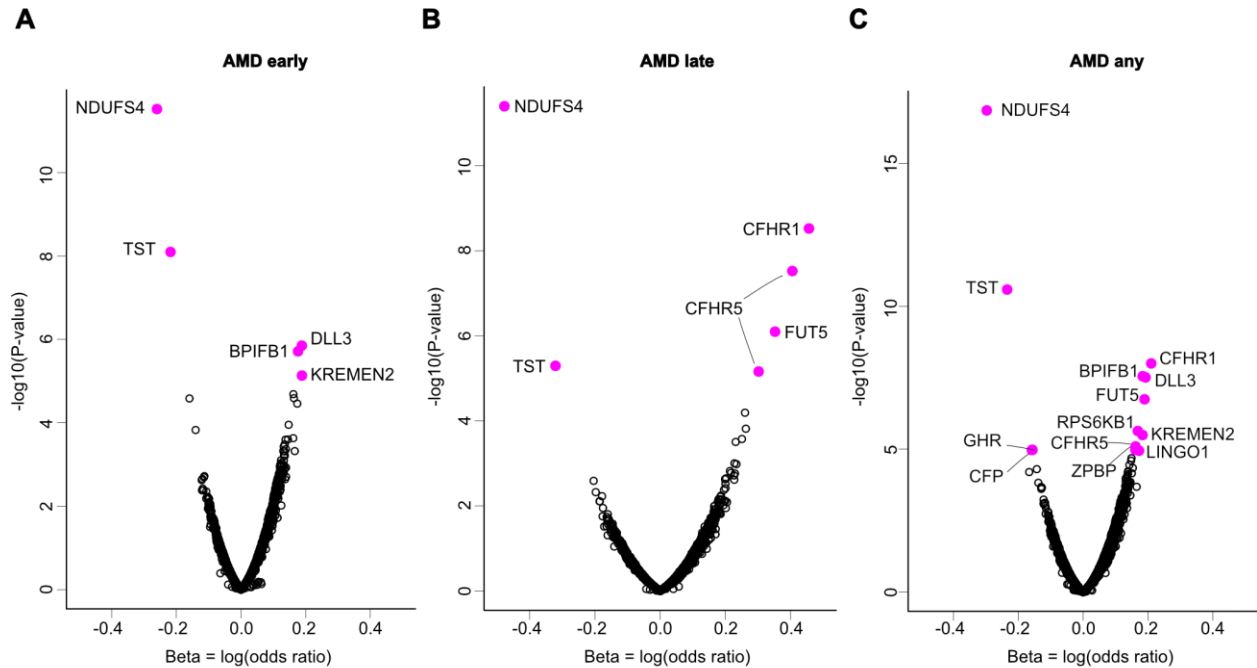 A
AMD early
NDUFS4
TST
DLL3
BPIFB1
KREMEN2
-log10(P-value)
10
8
6
4
2
0
-0.4 -0.2 0.0 0.2 0.4
Beta = log(odds ratio)
B
AMD late
NDUFS4
CFHR1
CFHR5
FUT5
TST
-log10(P-value)
10
8
6
4
2
0
-0.4 -0.2 0.0 0.2 0.4
Beta = log(odds ratio)
C
AMD any
NDUFS4
TST
CFHR1
BPIFB1
DLL3
FUT5
RPS6KB1
KREMEN2
GHR
CFHR5
LINGO1
CFP
ZPBP
-log10(P-value)
15
10
5
0
-0.4 -0.2 0.0 0.2 0.4
Beta = log(odds ratio)